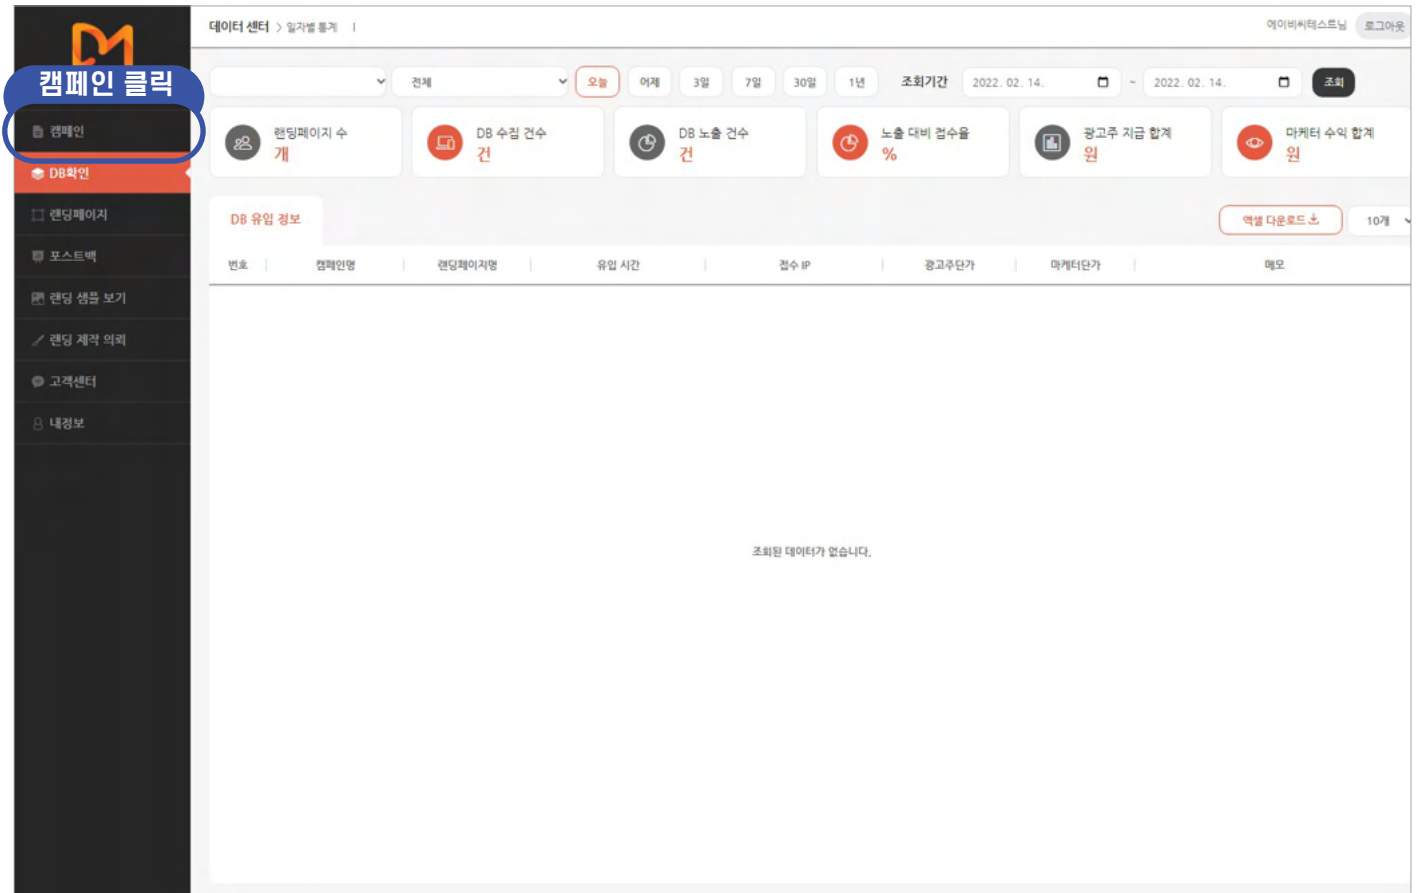 데이터 센터 > 일자별 통계 |
에이비씨테스트님 로그아웃
캠페인 클릭
전체 오늘 어제 3일 7일 30일 1년 조회기간 2022. 02. 14. ~ 2022. 02. 14. 조회
캠페인
DB확인
랜딩페이지
포스트백
랜딩 샘플 보기
랜딩 제작 의뢰
고객센터
내정보
랜딩페이지 수
개
DB 수집 건수
건
DB 노출 건수
건
노출 대비 접수율
%
광고주 지급 합계
원
마케터 수익 합계
원
DB 유입 정보
엑셀 다운로드 10개
번호 캠페인명 랜딩페이지명 유입 시간 접수 IP 광고주단가 마케터단가 메모
조회된 데이터가 없습니다.